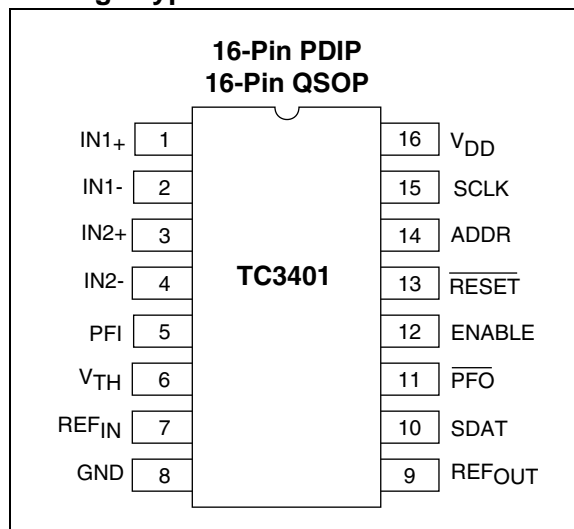 16-Pin PDIP
16-Pin QSOP
IN1+ 1 16 VDD
IN1- 2 15 SCLK
IN2+ 3 14 ADDR
TC3401
IN2- 4 13 RESET
PFI 5 12 ENABLE
VTH 6 11 PFO
REFIN 7 10 SDAT
GND 8 9 REFOUT